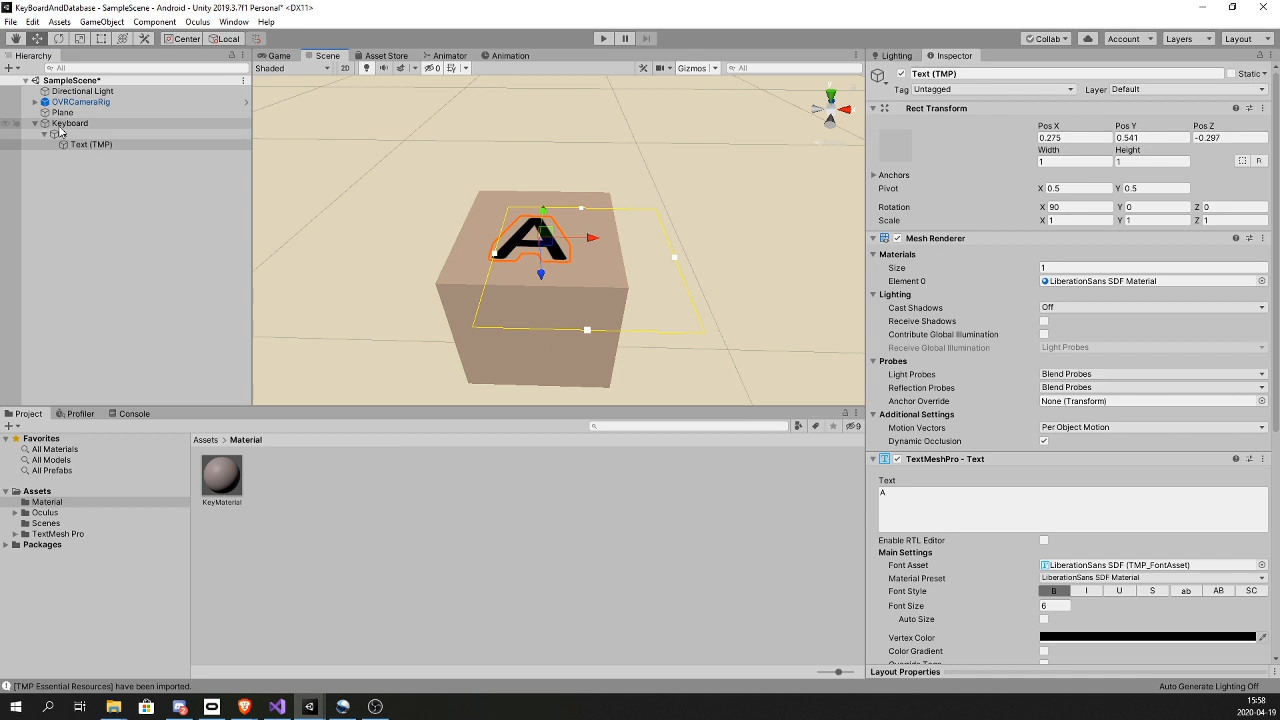 KeyBoardAndDatabase - SampleScene - Android - Unity 2019.3.7f1 Personal* <DX11>
File Edit Assets GameObject Component Oculus Window Help
Center Local Collab Account Layers Layout
Hierarchy Game Scene Asset Store Animator Animation Lighting Inspector
All
Shaded 2D 0 Gizmos All
SampleScene*
Directional Light
OVRCameraRig
Plane
Keyboard
Text (TMP)
A
y
x
Text (TMP) Static
Tag Untagged Layer Default
Rect Transform
Pos X Pos Y Pos Z
0.275 0.541 -0.297
Width Height
1 1 R
Anchors
Pivot X 0.5 Y 0.5
Rotation X 90 Y 0 Z 0
Scale X 1 Y 1 Z 1
Mesh Renderer
Materials
Size 1
Element 0 LiberationSans SDF Material
Lighting
Cast Shadows Off
Receive Shadows
Contribute Global Illumination
Receive Global Illumination Light Probes
Probes
Light Probes Blend Probes
Reflection Probes Blend Probes
Anchor Override None (Transform)
Additional Settings
Motion Vectors Per Object Motion
Dynamic Occlusion
TextMeshPro - Text
Text
A
Enable RTL Editor
Main Settings
Font Asset LiberationSans SDF (TMP_FontAsset)
Material Preset LiberationSans SDF Material
Font Style B I U S ab AB SC
Font Size 6
Auto Size
Vertex Color
Color Gradient
Override Tags
Layout Properties
Project Profiler Console
9
Favorites
All Materials
All Models
All Prefabs
Assets
Material
Oculus
Scenes
TextMesh Pro
Packages
Assets > Material
KeyMaterial
[TMP Essential Resources] have been imported. Auto Generate Lighting Off
15:58
2020-04-19